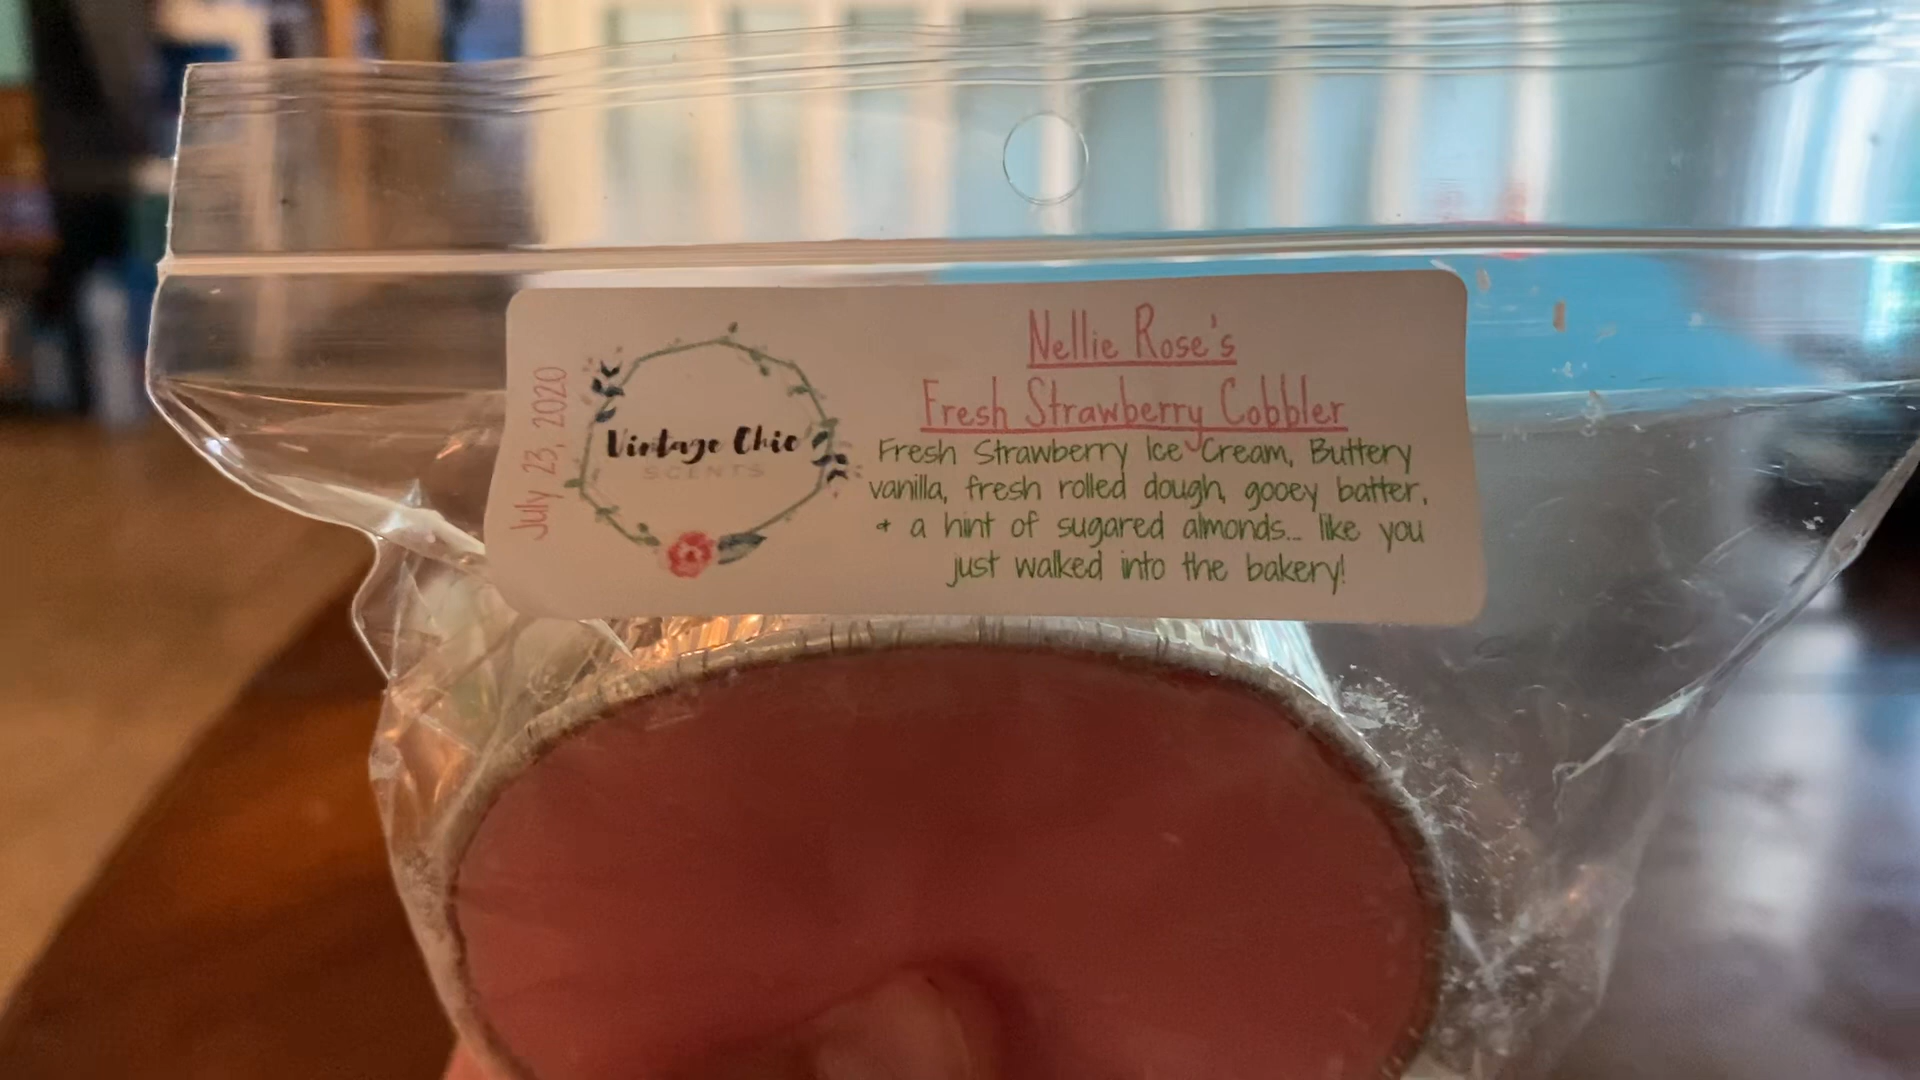 July 23, 2020
Vintage Chic
SCENTS
Nellie Rose's
Fresh Strawberry Cobbler
Fresh Strawberry Ice Cream, Buttery
vanilla, fresh rolled dough, gooey batter,
+ a hint of sugared almonds... like you
just walked into the bakery!